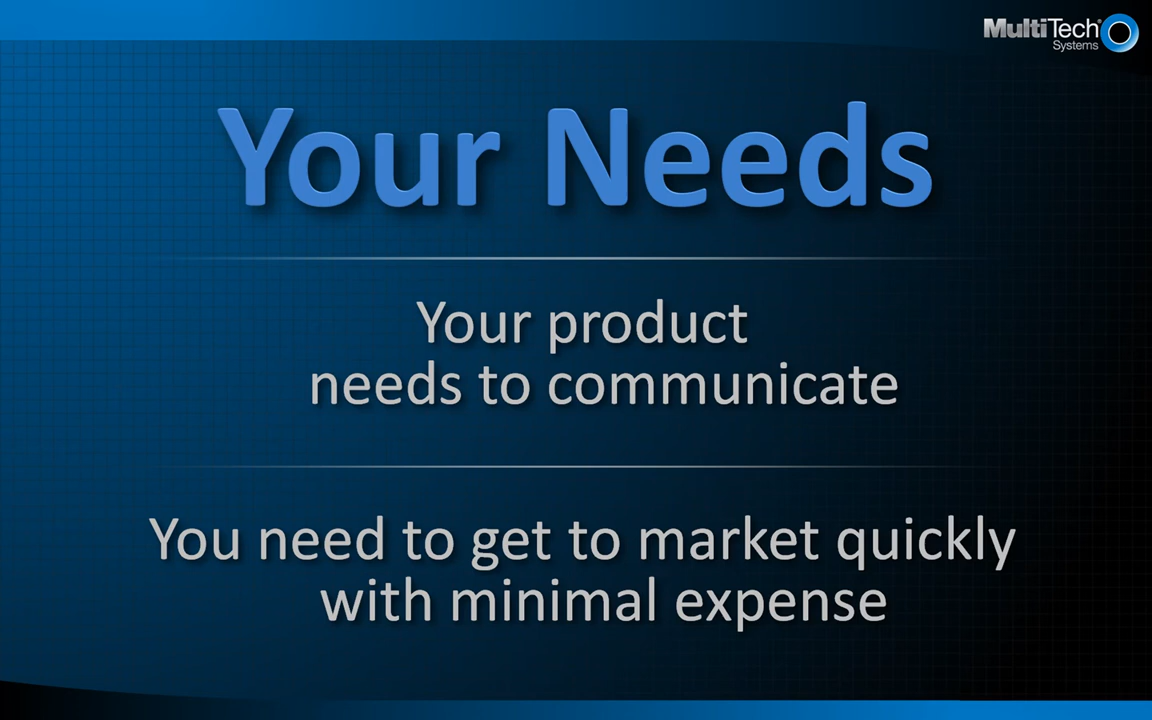 MultiTech®
Systems
Your Needs
Your product
needs to communicate
You need to get to market quickly
with minimal expense